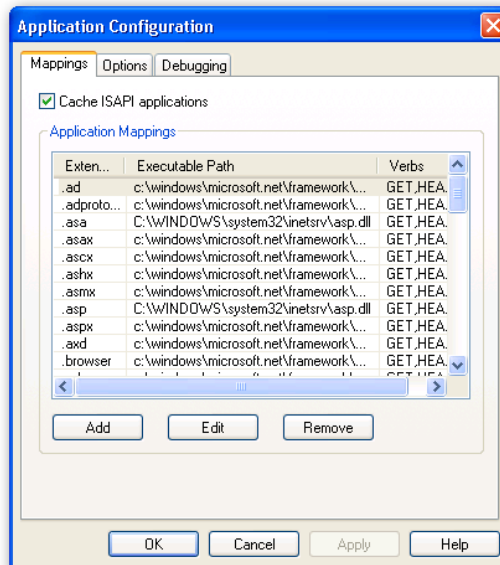 Application Configuration
Mappings Options Debugging
Cache ISAPI applications
Application Mappings
Exten... Executable Path Verbs
.ad c:\windows\microsoft.net\framework\... GET,HEA.
.adproto... c:\windows\microsoft.net\framework\... GET,HEA.
.asa C:\WINDOWS\system32\inetsrv\asp.dll GET,HEA.
.asax c:\windows\microsoft.net\framework\... GET,HEA.
.ascx c:\windows\microsoft.net\framework\... GET,HEA.
.ashx c:\windows\microsoft.net\framework\... GET,HEA.
.asmx c:\windows\microsoft.net\framework\... GET,HEA.
.asp C:\WINDOWS\system32\inetsrv\asp.dll GET,HEA.
.aspx c:\windows\microsoft.net\framework\... GET,HEA.
.axd c:\windows\microsoft.net\framework\... GET,HEA.
.browser c:\windows\microsoft.net\framework\... GET,HEA.
Add Edit Remove
OK Cancel Apply Help